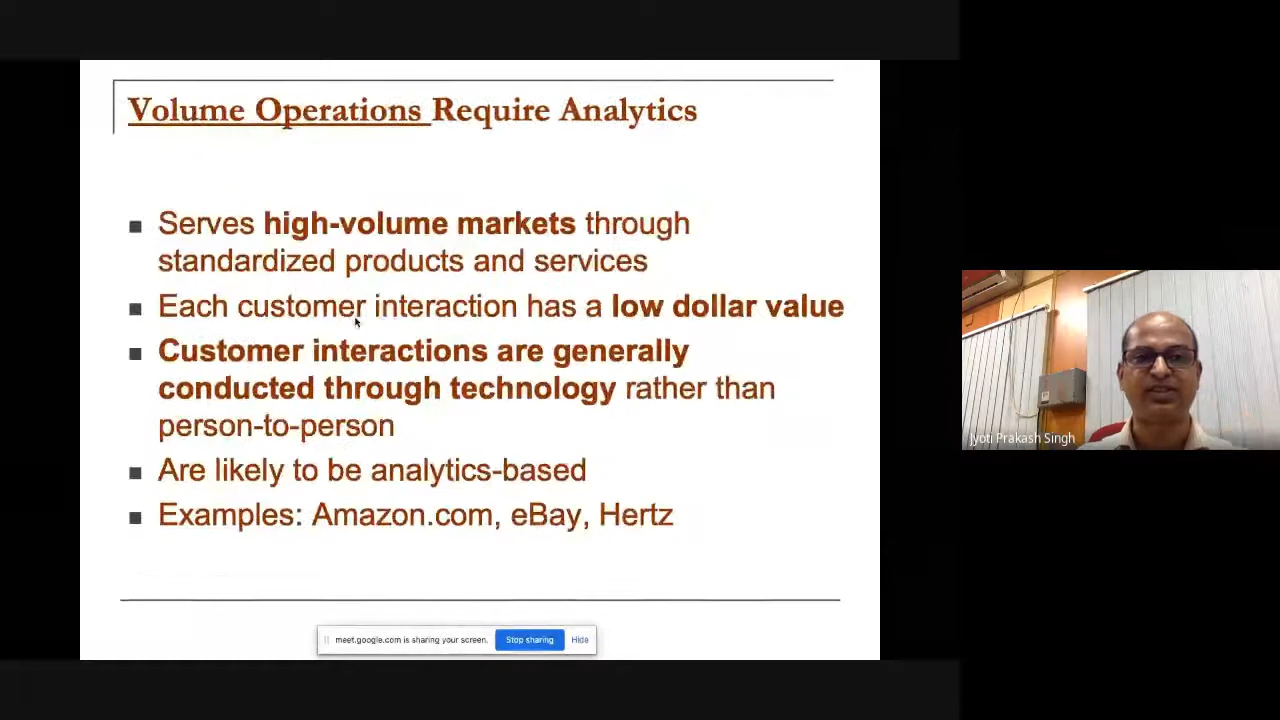 Volume Operations Require Analytics
Serves high-volume markets through
standardized products and services
Each customer interaction has a low dollar value
Customer interactions are generally
conducted through technology rather than
person-to-person
Are likely to be analytics-based
Examples: Amazon.com, eBay, Hertz
meet.google.com is sharing your screen. Stop sharing Hide
Jyoti Prakash Singh